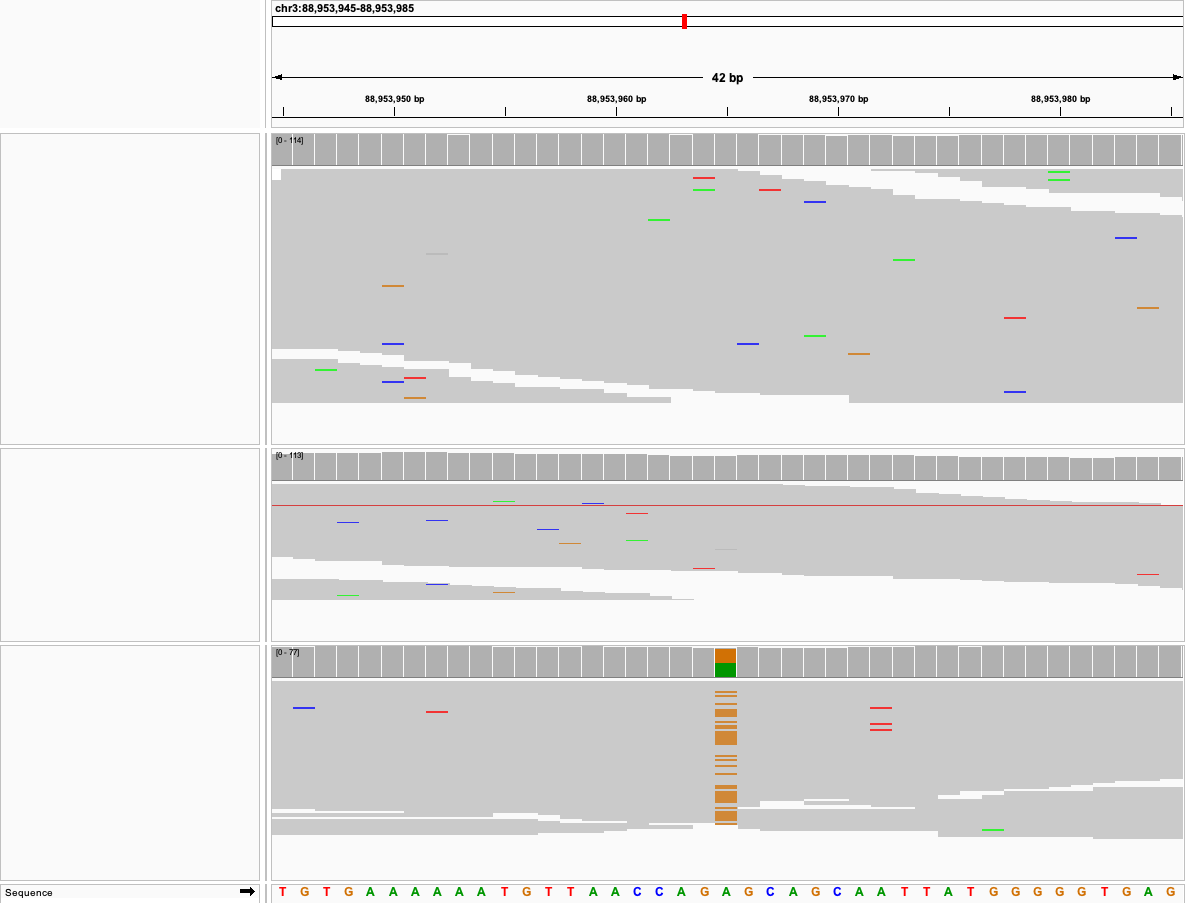 chr3:88,953,945-88,953,985
42 bp
88,953,950 bp 88,953,960 bp 88,953,970 bp 88,953,980 bp
[0 - 114]
[0 - 113]
[0 - 77]
Sequence T G T G A A A A A A T G T T A A C C A G A G C A G C A A T T A T G G G G G T G A G